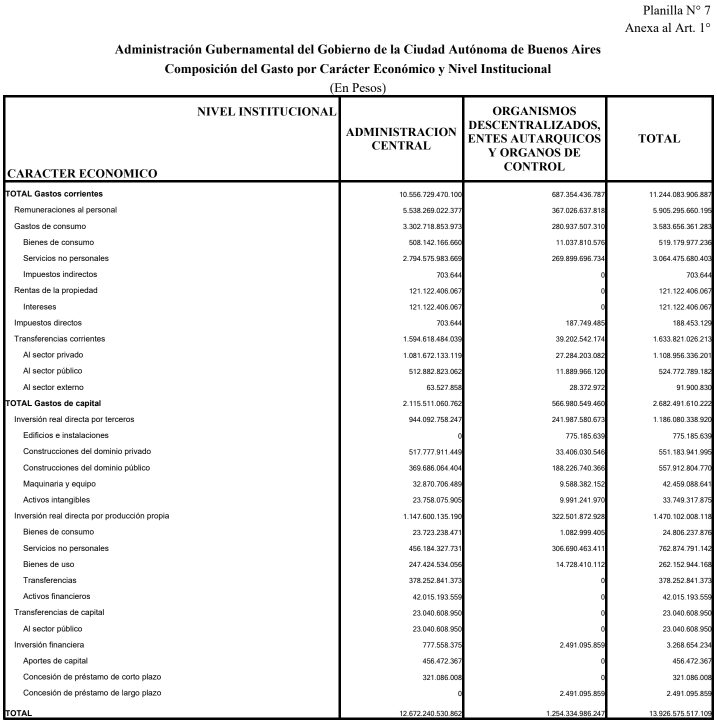 Planilla N° 7
Anexa al Art. 1°
Administración Gubernamental del Gobierno de la Ciudad Autónoma de Buenos Aires
Composición del Gasto por Carácter Económico y Nivel Institucional
(En Pesos)
NIVEL INSTITUCIONAL
CARACTER ECONOMICO
ADMINISTRACION
CENTRAL
ORGANISMOS
DESCENTRALIZADOS,
ENTES AUTARQUICOS
Y ORGANOS DE
CONTROL
TOTAL
TOTAL Gastos corrientes 10.556.729.470.100 687.354.436.787 11.244.083.906.887
Remuneraciones al personal 5.538.269.022.377 367.026.637.818 5.905.295.660.195
Gastos de consumo 3.302.718.853.973 280.937.507.310 3.583.656.361.283
Bienes de consumo 508.142.166.660 11.037.810.576 519.179.977.236
Servicios no personales 2.794.575.983.669 269.899.696.734 3.064.475.680.403
Impuestos indirectos 703.644 0 703.644
Rentas de la propiedad 121.122.406.067 0 121.122.406.067
Intereses 121.122.406.067 0 121.122.406.067
Impuestos directos 703.644 187.749.485 188.453.129
Transferencias corrientes 1.594.618.484.039 39.202.542.174 1.633.821.026.213
Al sector privado 1.081.672.133.119 27.284.203.082 1.108.956.336.201
Al sector público 512.882.823.062 11.889.966.120 524.772.789.182
Al sector externo 63.527.858 28.372.972 91.900.830
TOTAL Gastos de capital 2.115.511.060.762 566.980.549.460 2.682.491.610.222
Inversión real directa por terceros 944.092.758.247 241.987.580.673 1.186.080.338.920
Edificios e instalaciones 0 775.185.639 775.185.639
Construcciones del dominio privado 517.777.911.449 33.406.030.546 551.183.941.995
Construcciones del dominio público 369.686.064.404 188.226.740.366 557.912.804.770
Maquinaria y equipo 32.870.706.489 9.588.382.152 42.459.088.641
Activos intangibles 23.758.075.905 9.991.241.970 33.749.317.875
Inversión real directa por producción propia 1.147.600.135.190 322.501.872.928 1.470.102.008.118
Bienes de consumo 23.723.238.471 1.082.999.405 24.806.237.876
Servicios no personales 456.184.327.731 306.690.463.411 762.874.791.142
Bienes de uso 247.424.534.056 14.728.410.112 262.152.944.168
Transferencias 378.252.841.373 0 378.252.841.373
Activos financieros 42.015.193.559 0 42.015.193.559
Transferencias de capital 23.040.608.950 0 23.040.608.950
Al sector público 23.040.608.950 0 23.040.608.950
Inversión financiera 777.558.375 2.491.095.859 3.268.654.234
Aportes de capital 456.472.367 0 456.472.367
Concesión de préstamo de corto plazo 321.086.008 0 321.086.008
Concesión de préstamo de largo plazo 0 2.491.095.859 2.491.095.859
TOTAL 12.672.240.530.862 1.254.334.986.247 13.926.575.517.109